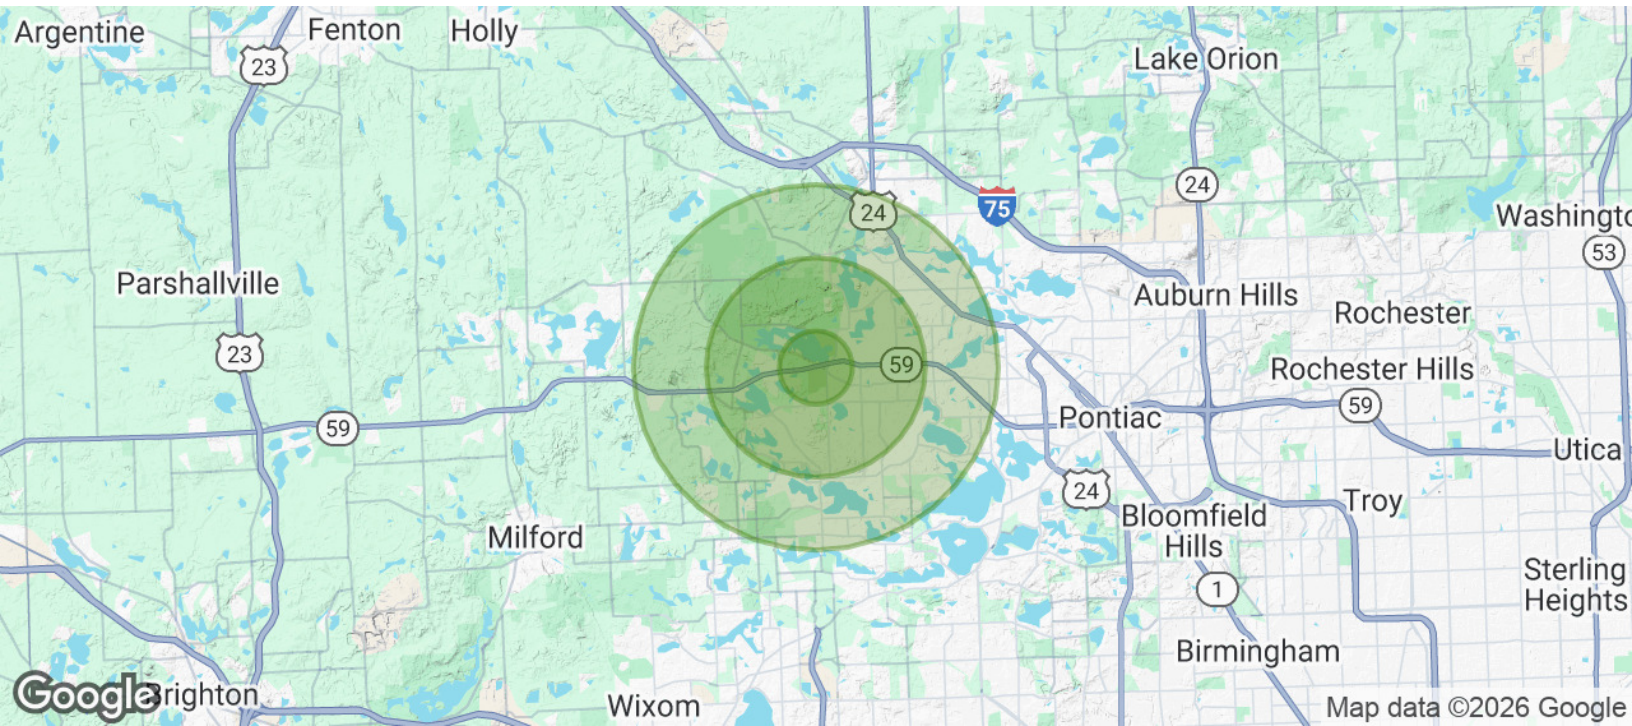 Argentine
Fenton
Holly
23
Lake Orion
24
75
24
Washingto
53
Parshallville
Auburn Hills
Rochester
23
59
Rochester Hills
59
59
Pontiac
Utica
24
Troy
Bloomfield
Hills
Milford
1
Sterling
Heights
Birmingham
Google
Brighton
Wixom
Map data ©2026 Google